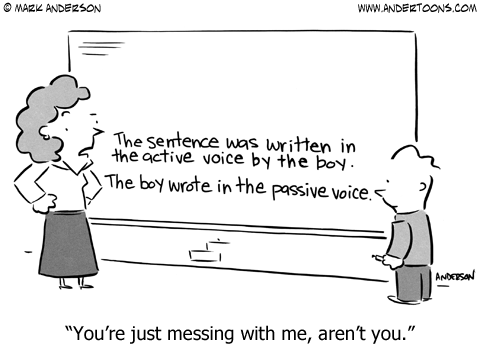 © MARK ANDERSON
WWW.ANDERTOONS.COM
The sentence was written in
the active voice by the boy.
The boy wrote in the passive voice.
ANDERSON
“You’re just messing with me, aren’t you.”